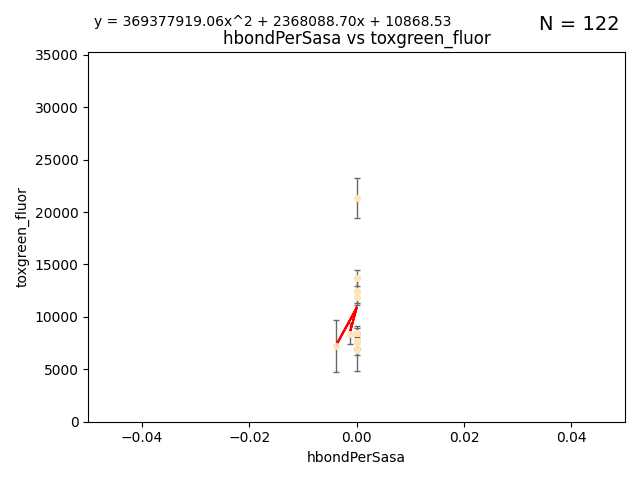 y = 369377919.06x^2 + 2368088.70x + 10868.53
N = 122
hbondPerSasa vs toxgreen_fluor
35000
30000
25000
20000
15000
10000
5000
0
toxgreen_fluor
−0.04
−0.02
0.00
0.02
0.04
hbondPerSasa